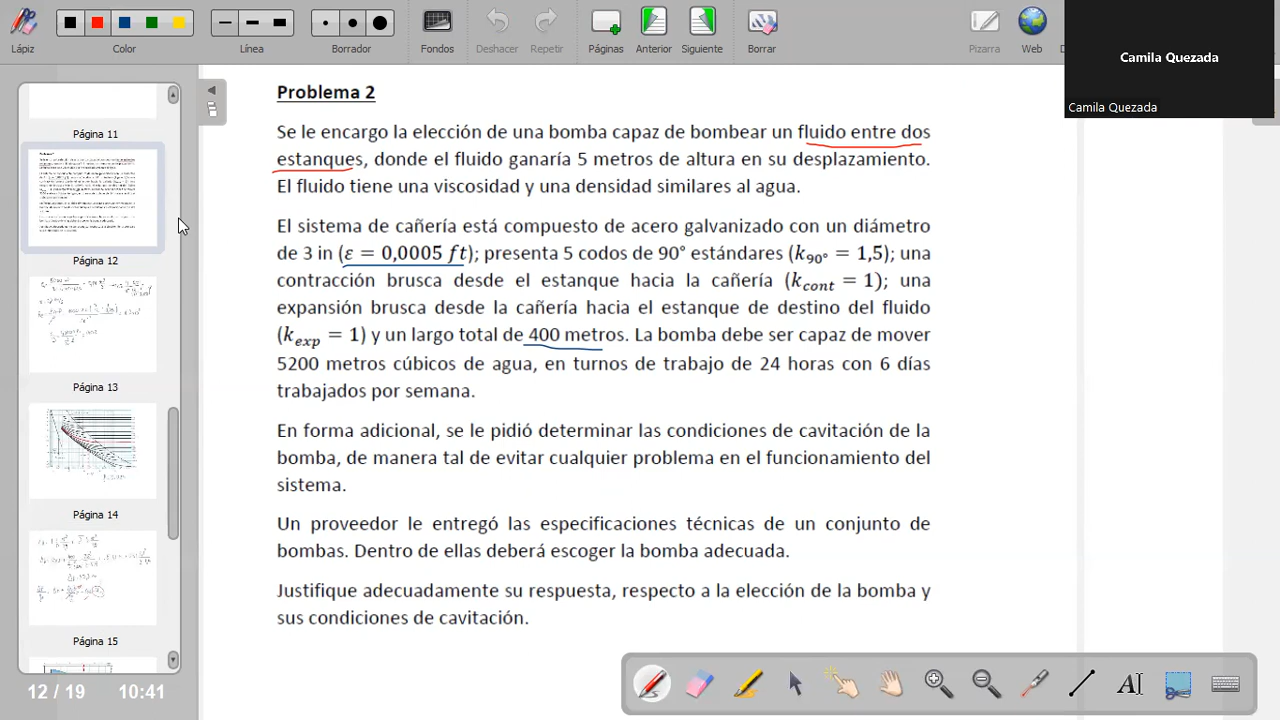 Lápiz
Color
Línea
Borrador
Fondos
Deshacer
Repetir
Páginas
Anterior
Siguiente
Borrar
Pizarra
Web
Camila Quezada
Camila Quezada
Página 11
Página 12
Página 13
Página 14
Página 15
12 / 19
10:41
Problema 2
Se le encargo la elección de una bomba capaz de bombear un fluido entre dos
estanques, donde el fluido ganaría 5 metros de altura en su desplazamiento.
El fluido tiene una viscosidad y una densidad similares al agua.
El sistema de cañería está compuesto de acero galvanizado con un diámetro
de 3 in (ε = 0,0005 ft); presenta 5 codos de 90° estándares (k90° = 1,5); una
contracción brusca desde el estanque hacia la cañería (kcont = 1); una
expansión brusca desde la cañería hacia el estanque de destino del fluido
(kexp = 1) y un largo total de 400 metros. La bomba debe ser capaz de mover
5200 metros cúbicos de agua, en turnos de trabajo de 24 horas con 6 días
trabajados por semana.
En forma adicional, se le pidió determinar las condiciones de cavitación de la
bomba, de manera tal de evitar cualquier problema en el funcionamiento del
sistema.
Un proveedor le entregó las especificaciones técnicas de un conjunto de
bombas. Dentro de ellas deberá escoger la bomba adecuada.
Justifique adecuadamente su respuesta, respecto a la elección de la bomba y
sus condiciones de cavitación.